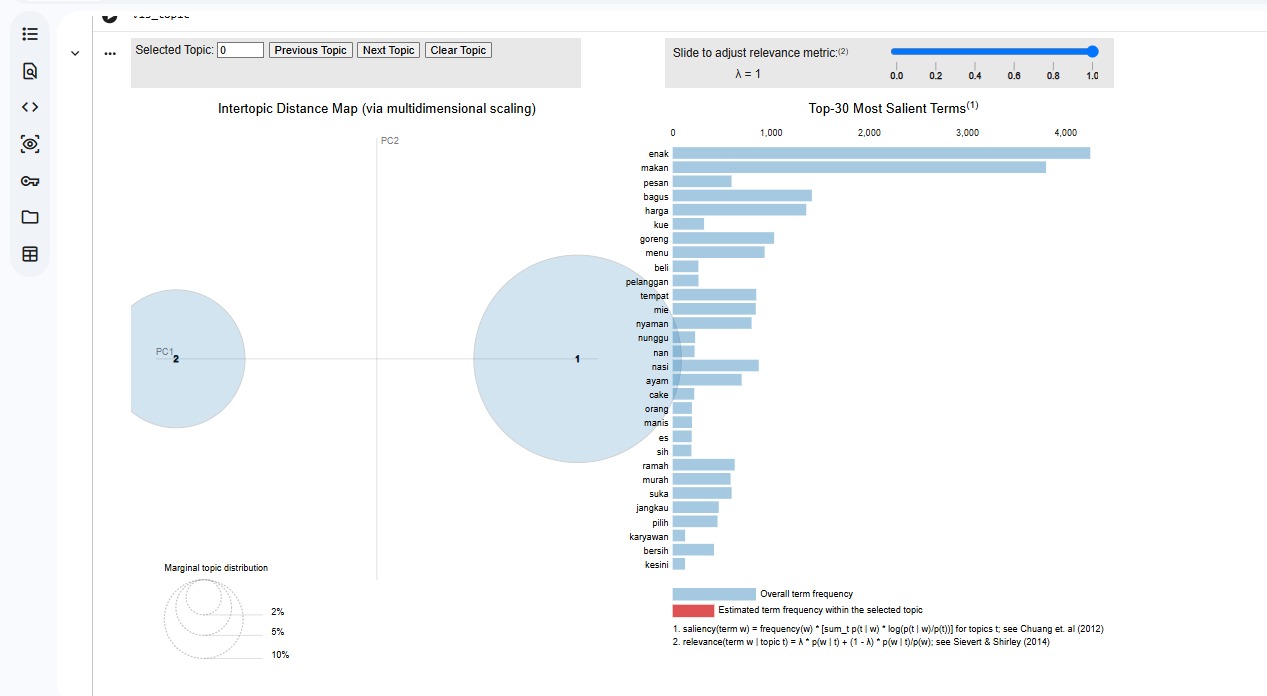 vis_topic
Selected Topic: 0 Previous Topic Next Topic Clear Topic
Slide to adjust relevance metric:(2)
λ = 1
0.0 0.2 0.4 0.6 0.8 1.0
Intertopic Distance Map (via multidimensional scaling)
PC2
PC1
2
1
Marginal topic distribution
2%
5%
10%
Top-30 Most Salient Terms(1)
0 1,000 2,000 3,000 4,000
enak
makan
pesan
bagus
harga
kue
goreng
menu
beli
pelanggan
tempat
mie
nyaman
nunggu
nan
nasi
ayam
cake
orang
manis
es
sih
ramah
murah
suka
jangkau
pilih
karyawan
bersih
kesini
Overall term frequency
Estimated term frequency within the selected topic
1. saliency(term w) = frequency(w) * [sum_t p(t | w) * log(p(t | w)/p(t))] for topics t; see Chuang et. al (2012)
2. relevance(term w | topic t) = λ * p(w | t) + (1 - λ) * p(w | t)/p(w); see Sievert & Shirley (2014)